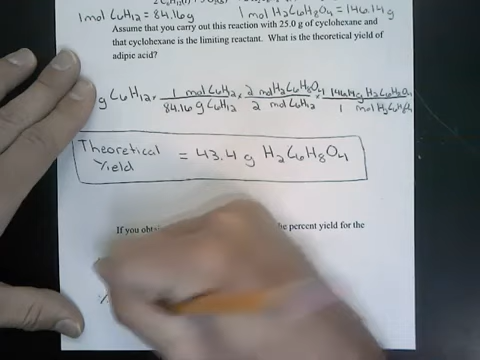 1 mol C6H12 = 84.16g 1 mol H2C6H8O4 = 146.14 g
Assume that you carry out this reaction with 25.0 g of cyclohexane and
that cyclohexane is the limiting reactant. What is the theoretical yield of
adipic acid?
g C6H12 × 1 mol C6H12 / 84.16 g C6H12 × 2 mol H2C6H8O4 / 2 mol C6H12 × 146.14 g H2C6H8O4 / 1 mol H2C6H8O4
Theoretical Yield = 43.4 g H2C6H8O4
If you percent yield for the
%